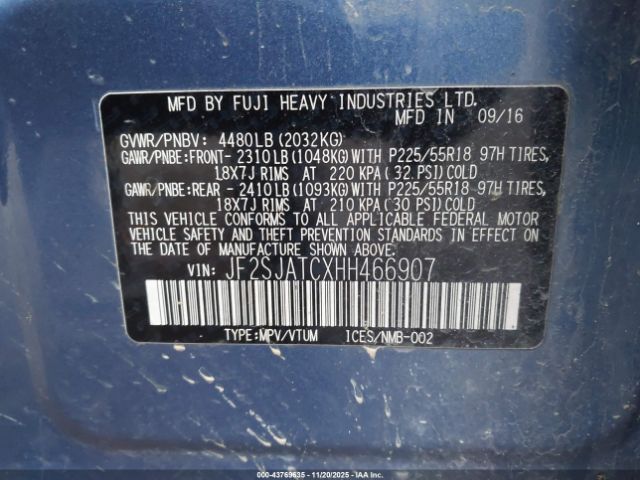 MFD BY FUJI HEAVY INDUSTRIES LTD.
MFD IN 09/16
GVWR/PNBV: 4480LB (2032KG)
GAWR/PNBE:FRONT- 2310LB (1048KG) WITH P225/55R18 97H TIRES,
18X7J RIMS AT 220 KPA ( 32 PSI) COLD
GAWR/PNBE:REAR - 2410LB (1093KG) WITH P225/55R18 97H TIRES,
18X7J RIMS AT 210 KPA ( 30 PSI) COLD
THIS VEHICLE CONFORMS TO ALL APPLICABLE FEDERAL MOTOR
VEHICLE SAFETY AND THEFT PREVENTION STANDARDS IN EFFECT
ON THE DATE OF MANUFACTURE SHOWN ABOVE.
VIN: JF2SJATCXHH466907
TYPE:MPV/VTUM ICES/NMB-002
000-43769635 - 11/20/2025 - IAA Inc.